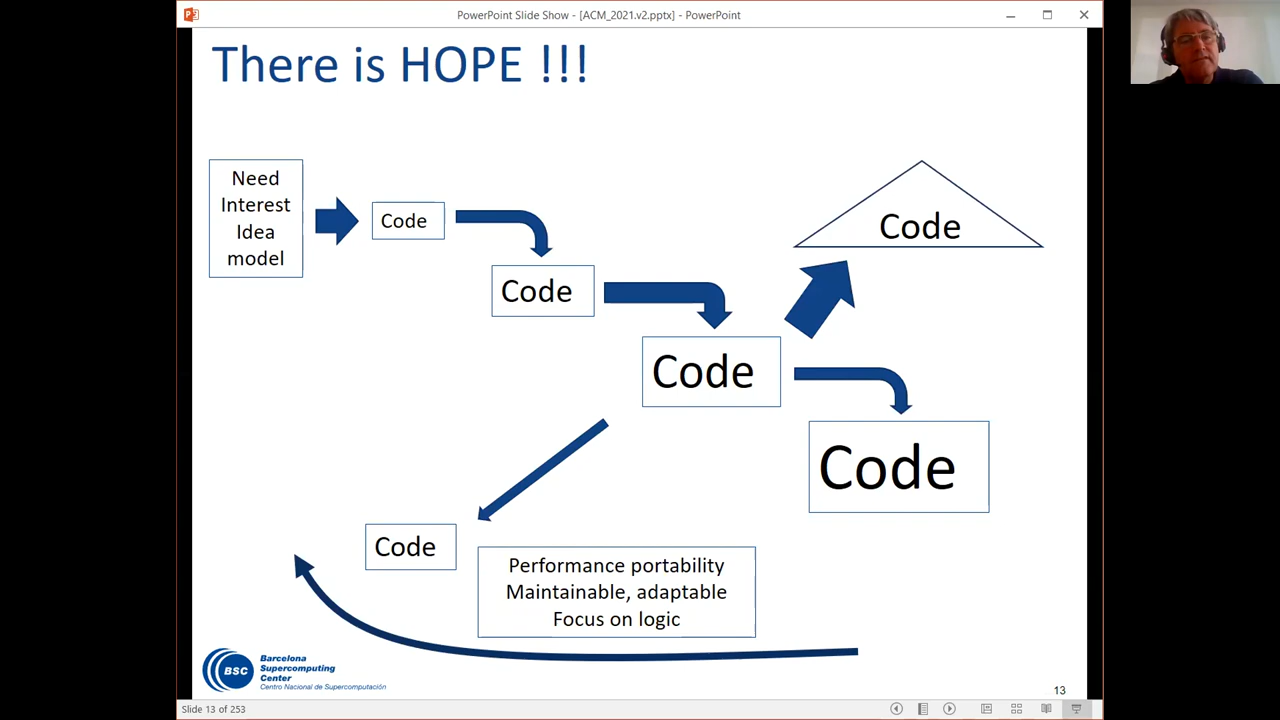 PowerPoint Slide Show - [ACM_2021.v2.pptx] - PowerPoint
There is HOPE !!!
Need
Interest
Idea
model
Code
Code
Code
Code
Code
Code
Performance portability
Maintainable, adaptable
Focus on logic
BSC
Barcelona
Supercomputing
Center
Centro Nacional de Supercomputación
13
Slide 13 of 253